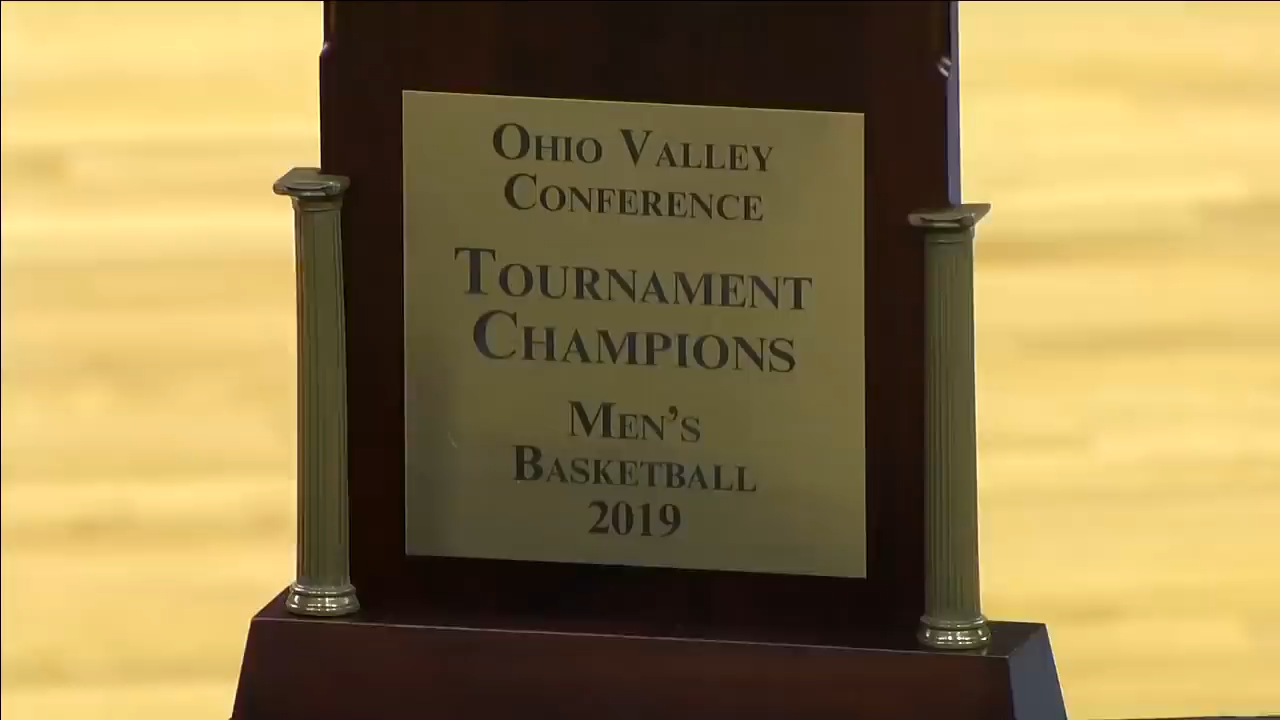 Ohio Valley
Conference
Tournament
Champions
Men's
Basketball
2019